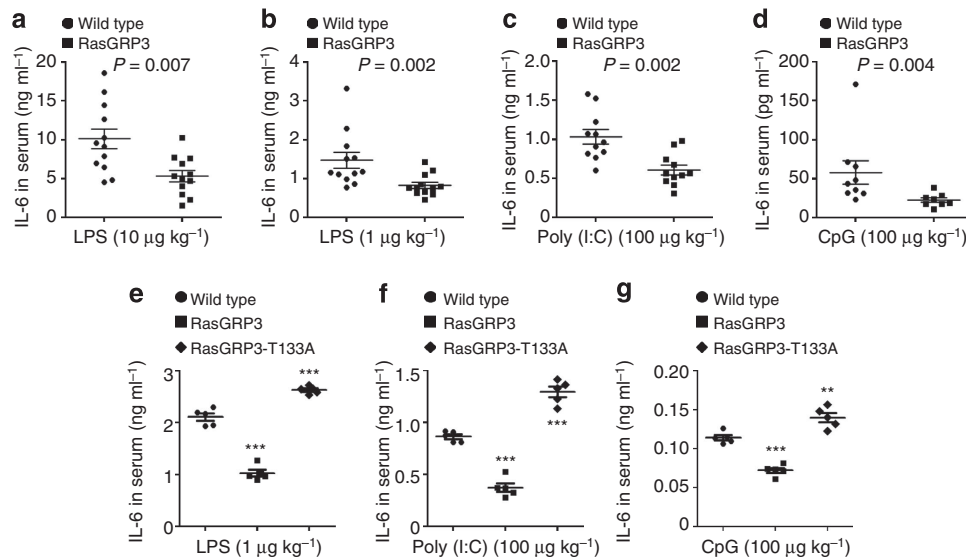 a
Wild type
RasGRP3
P = 0.007
20
15
10
5
0
IL-6 in serum (ng ml⁻¹)
LPS (10 µg kg⁻¹)
b
Wild type
RasGRP3
P = 0.002
4
3
2
1
0
IL-6 in serum (ng ml⁻¹)
LPS (1 µg kg⁻¹)
c
Wild type
RasGRP3
P = 0.002
2.0
1.5
1.0
0.5
0.0
IL-6 in serum (ng ml⁻¹)
Poly (I:C) (100 µg kg⁻¹)
d
Wild type
RasGRP3
P = 0.004
200
150
100
50
0
IL-6 in serum (pg ml⁻¹)
CpG (100 µg kg⁻¹)
e
Wild type
RasGRP3
RasGRP3-T133A
3
2
1
0
IL-6 in serum (ng ml⁻¹)
***
***
LPS (1 µg kg⁻¹)
f
Wild type
RasGRP3
RasGRP3-T133A
1.5
1.0
0.5
0
IL-6 in serum (ng ml⁻¹)
***
***
Poly (I:C) (100 µg kg⁻¹)
g
Wild type
RasGRP3
RasGRP3-T133A
0.20
0.15
0.10
0.05
0.00
IL-6 in serum (ng ml⁻¹)
**
***
CpG (100 µg kg⁻¹)